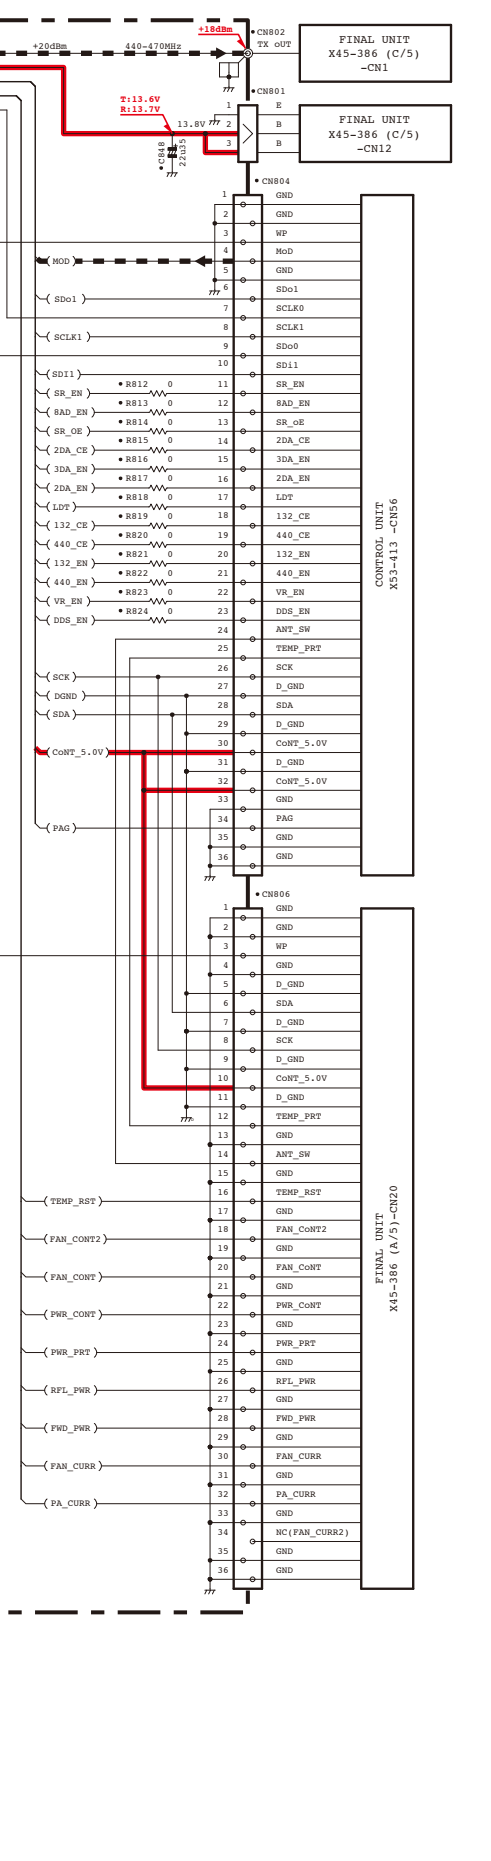 +18dBm
CN802
TX oUT
+20dBm
440-470MHz
FINAL UNIT
X45-386 (C/5)
-CN1
CN801
T:13.6V
R:13.7V
13.8V
C848
22u35
1 E
2 B
3 B
FINAL UNIT
X45-386 (C/5)
-CN12
CN804
1 GND
2 GND
3 WP
MOD 4 MoD
5 GND
SDo1 6 SDo1
7 SCLK0
SCLK1 8 SCLK1
9 SDo0
SDI1 10 SDi1
SR_EN R812 0 11 SR_EN
8AD_EN R813 0 12 8AD_EN
SR_OE R814 0 13 SR_oE
2DA_CE R815 0 14 2DA_CE
3DA_EN R816 0 15 3DA_EN
2DA_EN R817 0 16 2DA_EN
LDT R818 0 17 LDT
132_CE R819 0 18 132_CE
440_CE R820 0 19 440_CE
132_EN R821 0 20 132_EN
440_EN R822 0 21 440_EN
VR_EN R823 0 22 VR_EN
DDS_EN R824 0 23 DDS_EN
24 ANT_SW
25 TEMP_PRT
SCK 26 SCK
DGND 27 D_GND
SDA 28 SDA
29 D_GND
CoNT_5.0V 30 CoNT_5.0V
31 D_GND
32 CoNT_5.0V
33 GND
PAG 34 PAG
35 GND
36 GND
CONTROL UNIT
X53-413 -CN56
CN806
1 GND
2 GND
3 WP
4 GND
5 D_GND
6 SDA
7 D_GND
8 SCK
9 D_GND
10 CoNT_5.0V
11 D_GND
12 TEMP_PRT
13 GND
14 ANT_SW
15 GND
TEMP_RST 16 TEMP_RST
17 GND
FAN_CONT2 18 FAN_CONT2
19 GND
FAN_CONT 20 FAN_CoNT
21 GND
PWR_CONT 22 PWR_CoNT
23 GND
PWR_PRT 24 PWR_PRT
25 GND
RFL_PWR 26 RFL_PWR
27 GND
FWD_PWR 28 FWD_PWR
29 GND
FAN_CURR 30 FAN_CURR
31 GND
PA_CURR 32 PA_CURR
33 GND
34 NC(FAN_CURR2)
35 GND
36 GND
FINAL UNIT
X45-386 (A/5)-CN20